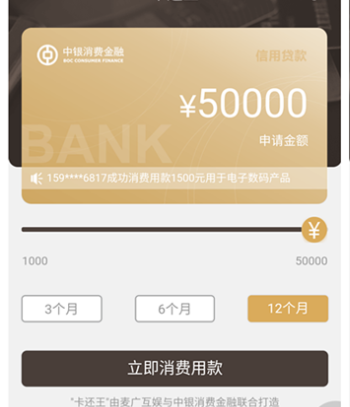 中银消费金融
BOC CONSUMER FINANCE
信用贷款
¥50000
申请金额
BANK
159****6817成功消费用款1500元用于电子数码产品
¥
1000
50000
3个月
6个月
12个月
立即消费用款
"卡还王"由麦广互娱与中银消费金融联合打造